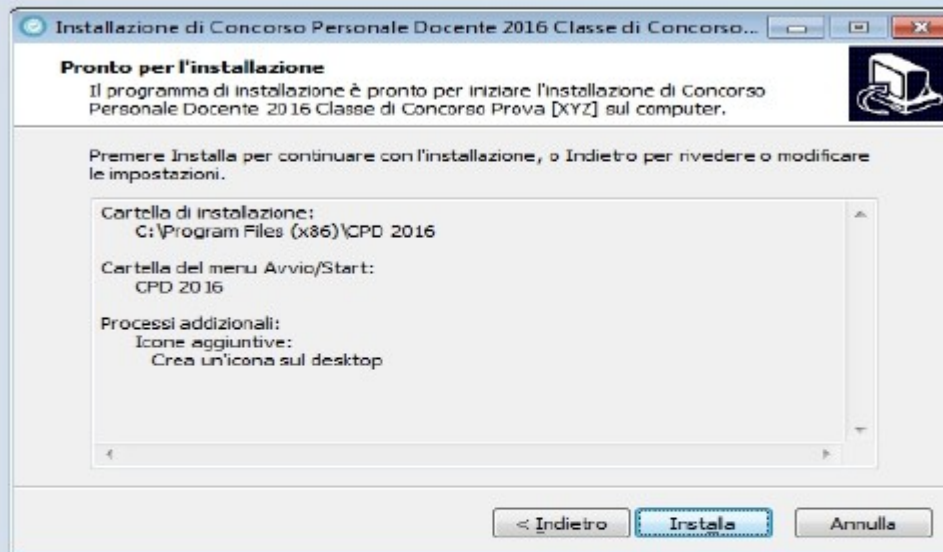 Installazione di Concorso Personale Docente 2016 Classe di Concorso...
Pronto per l'installazione
Il programma di installazione è pronto per iniziare l'installazione di Concorso
Personale Docente 2016 Classe di Concorso Prova [XYZ] sul computer.
Premere Installa per continuare con l'installazione, o Indietro per rivedere o modificare
le impostazioni.
Cartella di installazione:
C:\Program Files (x86)\CPD 2016
Cartella del menu Avvio/Start:
CPD 2016
Processi addizionali:
Icone aggiuntive:
Crea un'icona sul desktop
< Indietro Installa Annulla